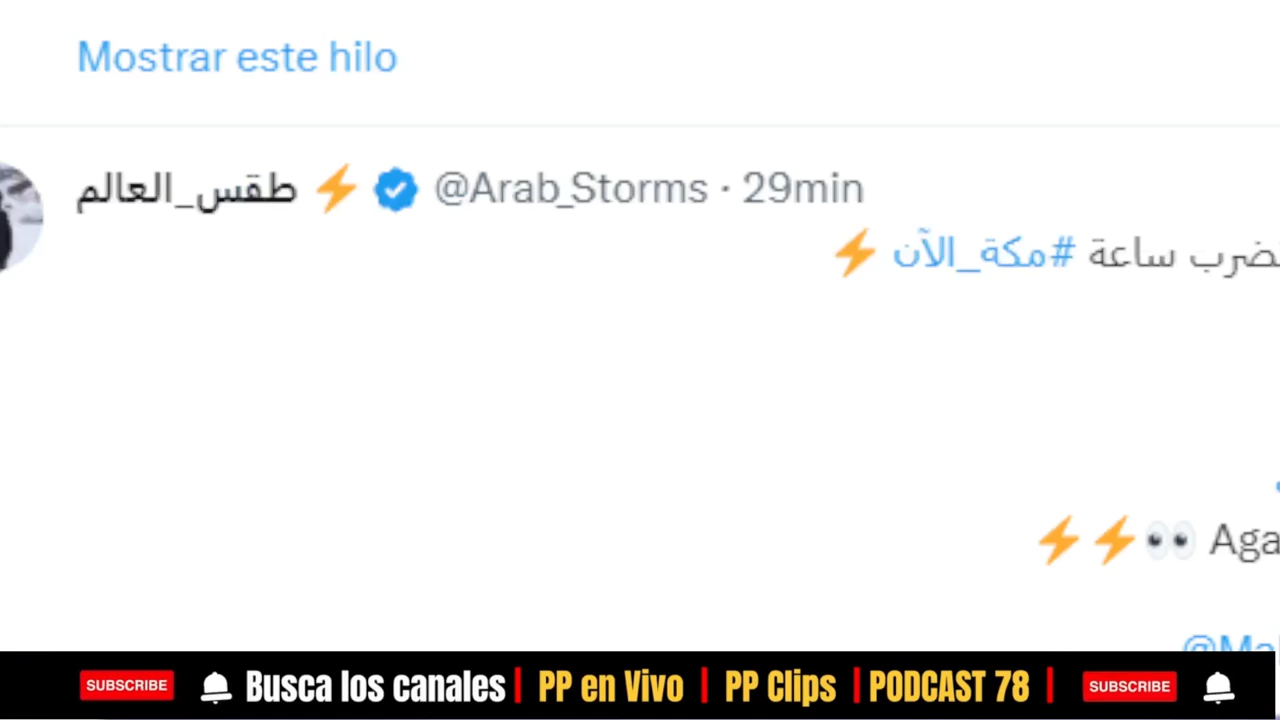 Mostrar este hilo
طقس_العالم ⚡ @Arab_Storms · 29min
ساعة #مكة_الآن ⚡
⚡⚡👀
SUBSCRIBE Busca los canales | PP en Vivo | PP Clips | PODCAST 78 | SUBSCRIBE